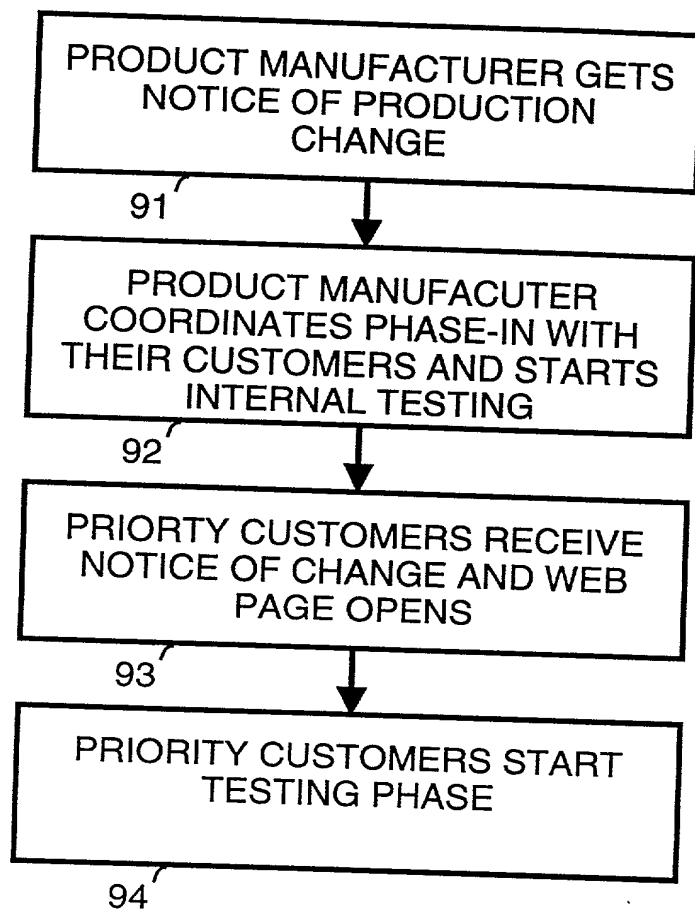 PRODUCT MANUFACTURER GETS
NOTICE OF PRODUCTION
CHANGE
91
PRODUCT MANUFACUTER
COORDINATES PHASE-IN WITH
THEIR CUSTOMERS AND STARTS
INTERNAL TESTING
92
PRIORTY CUSTOMERS RECEIVE
NOTICE OF CHANGE AND WEB
PAGE OPENS
93
PRIORITY CUSTOMERS START
TESTING PHASE
94